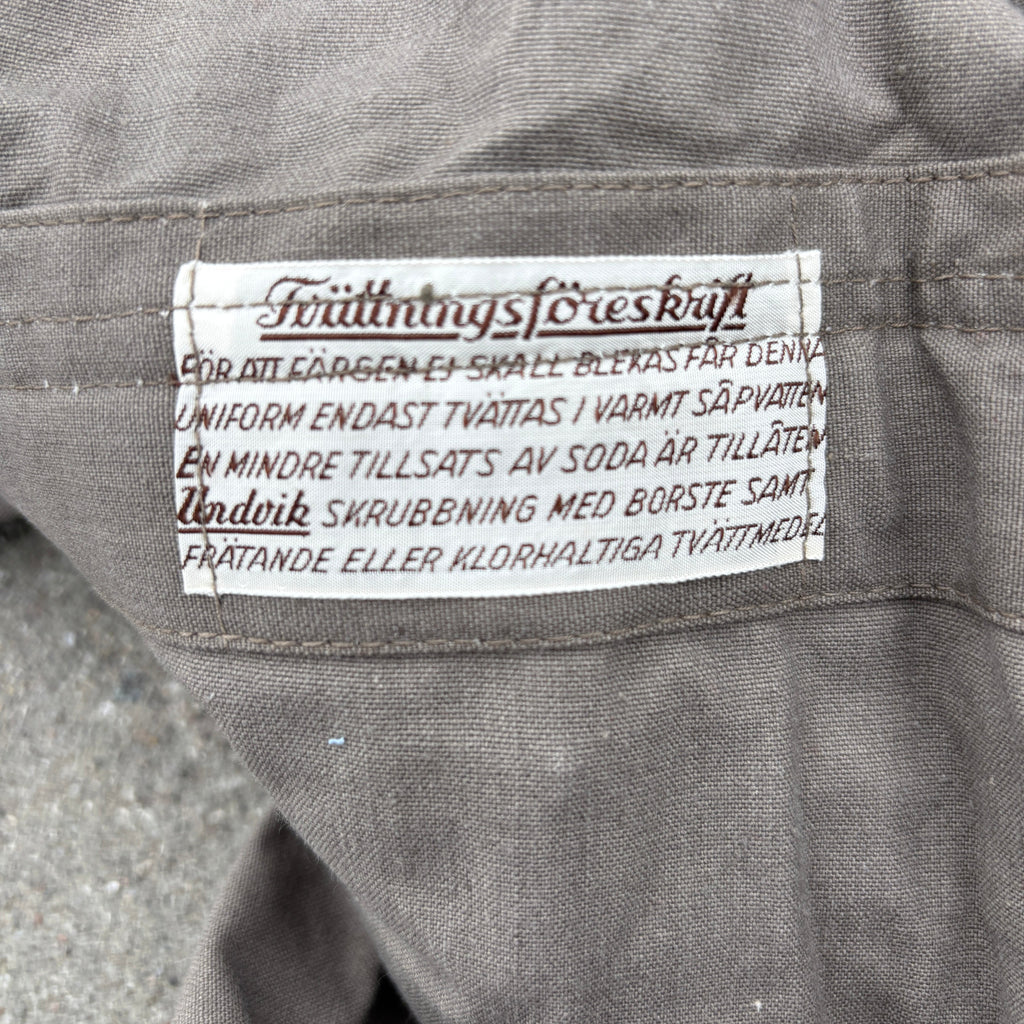 Tvättningsföreskrift
FÖR ATT FÄRGEN EJ SKALL BLEKAS FÅR DENNA
UNIFORM ENDAST TVÄTTAS I VARMT SÅPVATTEN
EN MINDRE TILLSATS AV SODA ÄR TILLÅTEN
Undvik SKRUBBNING MED BORSTE SAMT
FRÄTANDE ELLER KLORHALTIGA TVÄTTMEDEL